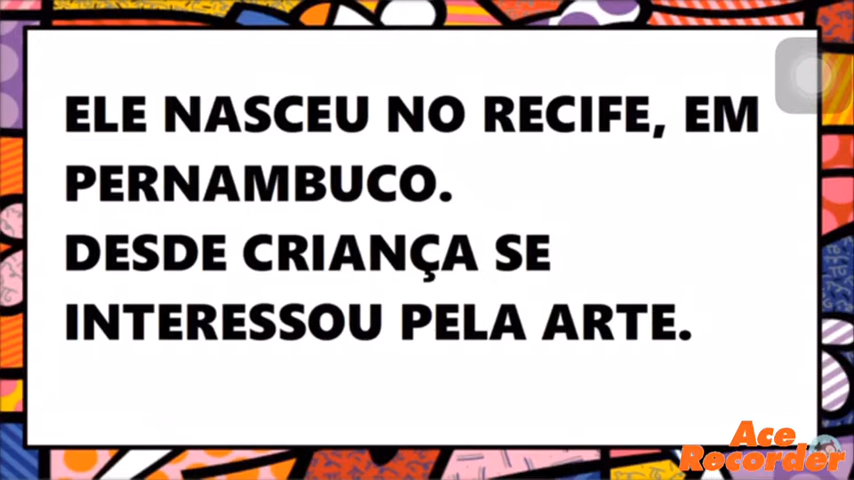 ELE NASCEU NO RECIFE, EM
PERNAMBUCO.
DESDE CRIANÇA SE
INTERESSOU PELA ARTE.
Ace
Recorder